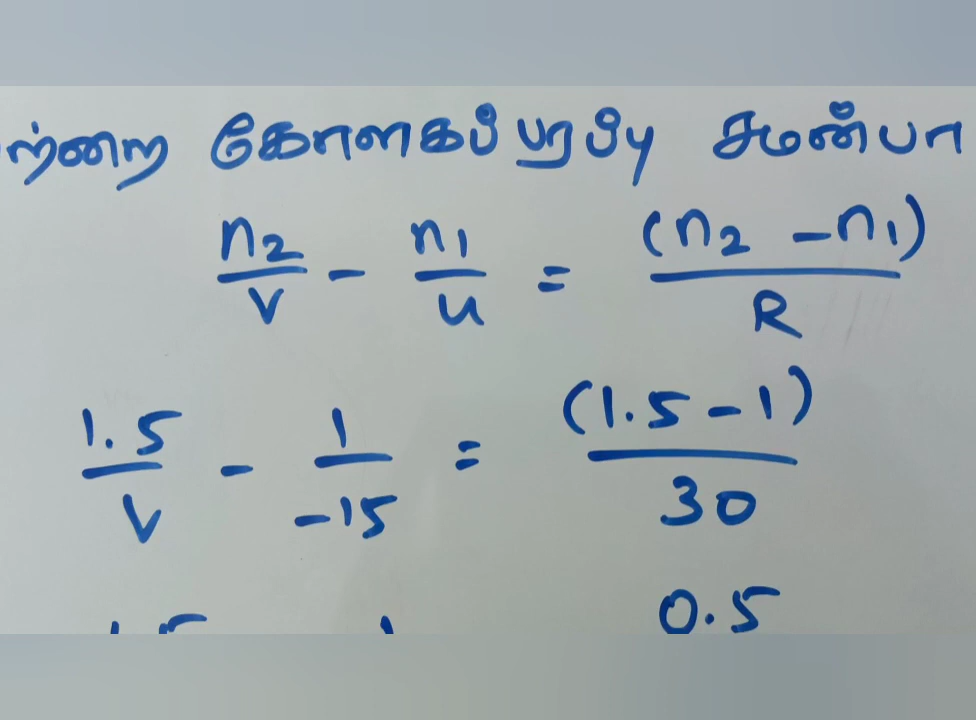 ற்றை கோளகப் பரப்பு சமன்பா
n2/v - n1/u = (n2 - n1)/R
1.5/v - 1/-15 = (1.5 - 1)/30
0.5